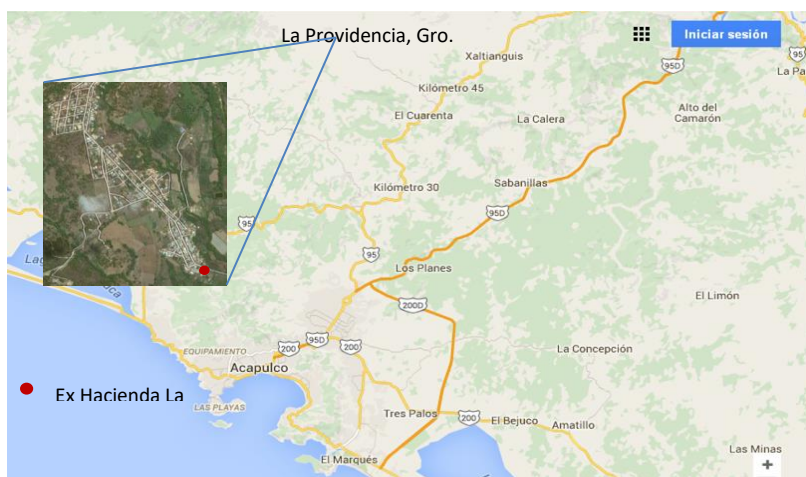 La Providencia, Gro.
Iniciar sesión
95D
95
La Pa
Xaltianguis
Kilómetro 45
Alto del
Camarón
El Cuarenta
La Calera
Kilómetro 30
Sabanillas
95
95D
95
Los Planes
El Limón
200D
95D
200
200
La Concepción
EQUIPAMIENTO
Acapulco
Ex Hacienda La
LAS PLAYAS
Tres Palos
200
El Bejuco
Amatillo
El Marqués
Las Minas
+